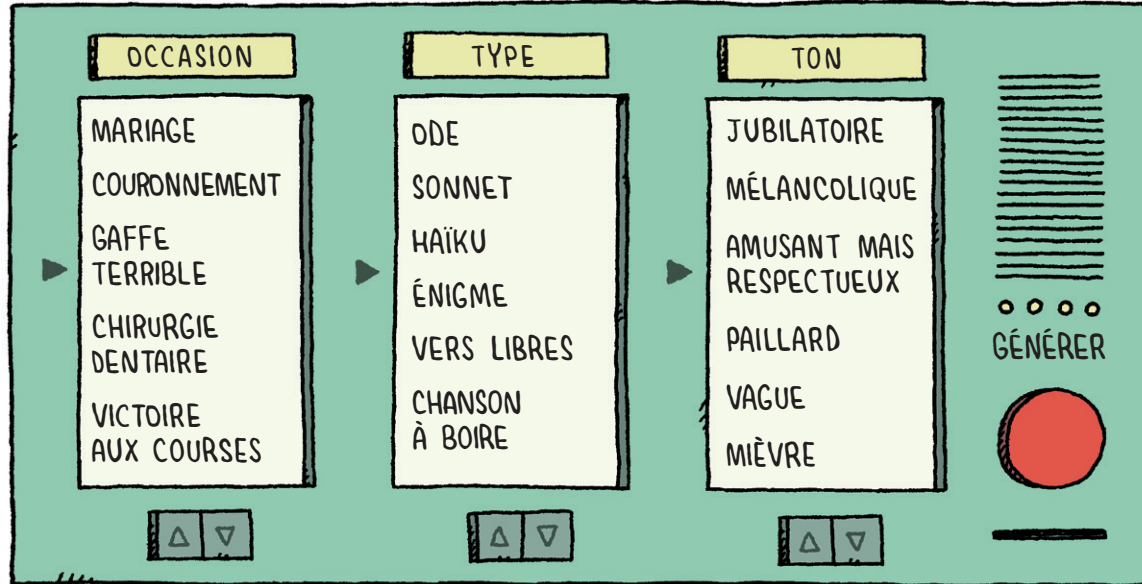 OCCASION
MARIAGE
COURONNEMENT
GAFFE
TERRIBLE
CHIRURGIE
DENTAIRE
VICTOIRE
AUX COURSES
TYPE
ODE
SONNET
HAÏKU
ÉNIGME
VERS LIBRES
CHANSON
À BOIRE
TON
JUBILATOIRE
MÉLANCOLIQUE
AMUSANT MAIS
RESPECTUEUX
PAILLARD
VAGUE
MIÈVRE
GÉNÉRER